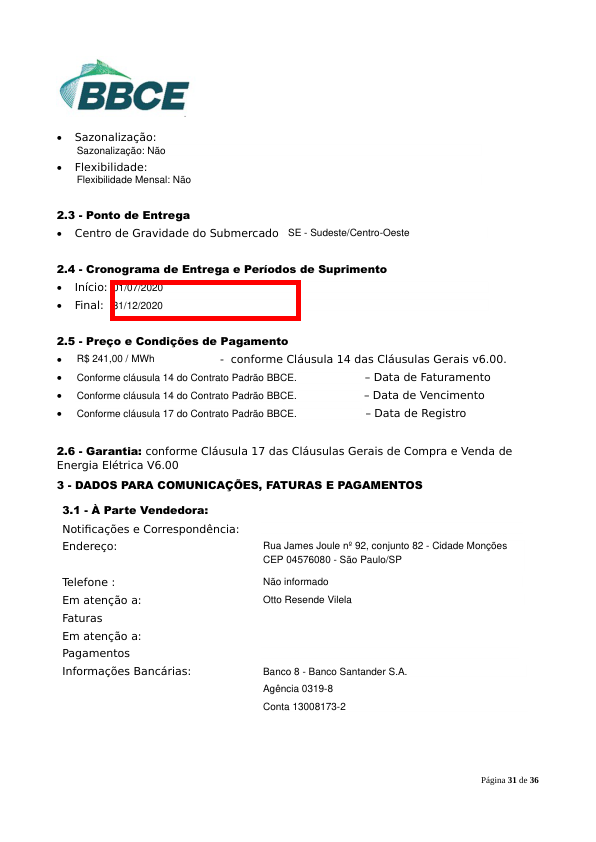 BBCE
• Sazonalização:
Sazonalização: Não
• Flexibilidade:
Flexibilidade Mensal: Não
2.3 - Ponto de Entrega
• Centro de Gravidade do Submercado SE - Sudeste/Centro-Oeste
2.4 - Cronograma de Entrega e Períodos de Suprimento
• Início: 01/07/2020
• Final: 31/12/2020
2.5 - Preço e Condições de Pagamento
• R$ 241,00 / MWh - conforme Cláusula 14 das Cláusulas Gerais v6.00.
• Conforme cláusula 14 do Contrato Padrão BBCE. – Data de Faturamento
• Conforme cláusula 14 do Contrato Padrão BBCE. – Data de Vencimento
• Conforme cláusula 17 do Contrato Padrão BBCE. – Data de Registro
2.6 - Garantia: conforme Cláusula 17 das Cláusulas Gerais de Compra e Venda de
Energia Elétrica V6.00
3 - DADOS PARA COMUNICAÇÕES, FATURAS E PAGAMENTOS
3.1 - À Parte Vendedora:
Notificações e Correspondência:
Endereço: Rua James Joule nº 92, conjunto 82 - Cidade Monções
CEP 04576080 - São Paulo/SP
Telefone : Não informado
Em atenção a: Otto Resende Vilela
Faturas
Em atenção a:
Pagamentos
Informações Bancárias: Banco 8 - Banco Santander S.A.
Agência 0319-8
Conta 13008173-2
Página 31 de 36